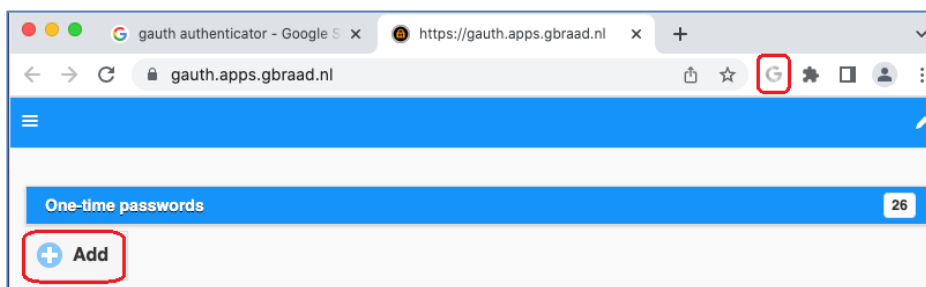 gauth authenticator - Google S
https://gauth.apps.gbraad.nl
gauth.apps.gbraad.nl
One-time passwords 26
Add